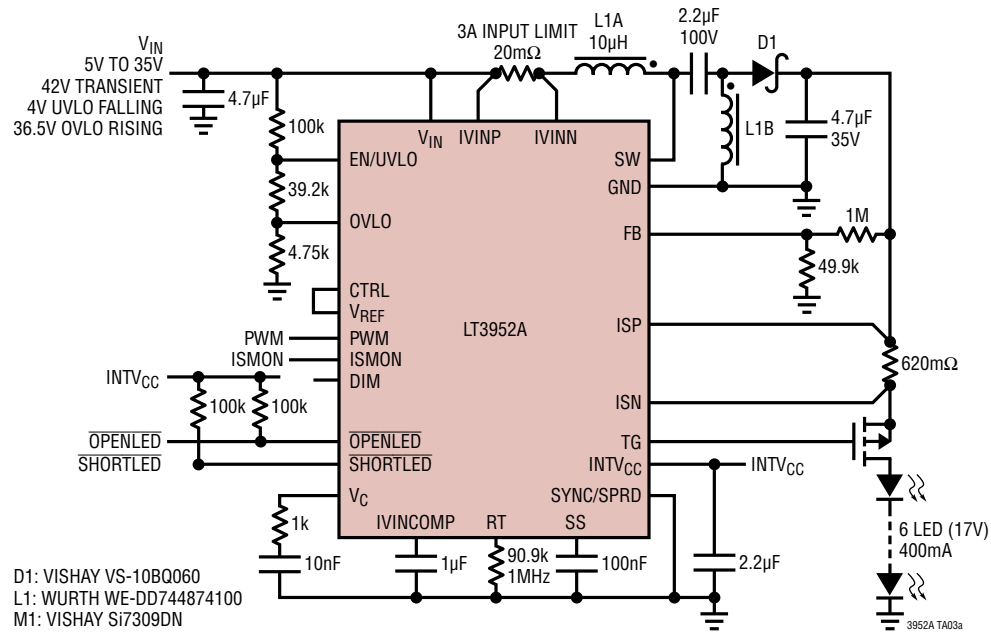 V_IN
5V TO 35V
42V TRANSIENT
4V UVLO FALLING
36.5V OVLO RISING
4.7µF
100k
39.2k
4.75k
3A INPUT LIMIT
20mΩ
L1A
10µH
2.2µF
100V
D1
L1B
4.7µF
35V
1M
49.9k
620mΩ
V_IN
IVINP
IVINN
EN/UVLO
OVLO
CTRL
V_REF
PWM
PWM
ISMON
ISMON
DIM
LT3952A
SW
GND
FB
ISP
ISN
TG
INTV_CC
INTV_CC
SYNC/SPRD
INTV_CC
100k
100k
OPENLED
OPENLED
SHORTLED
SHORTLED
V_C
IVINCOMP
RT
SS
1k
10nF
1µF
90.9k
1MHz
100nF
2.2µF
6 LED (17V)
400mA
D1: VISHAY VS-10BQ060
L1: WURTH WE-DD744874100
M1: VISHAY Si7309DN
3952A TA03a